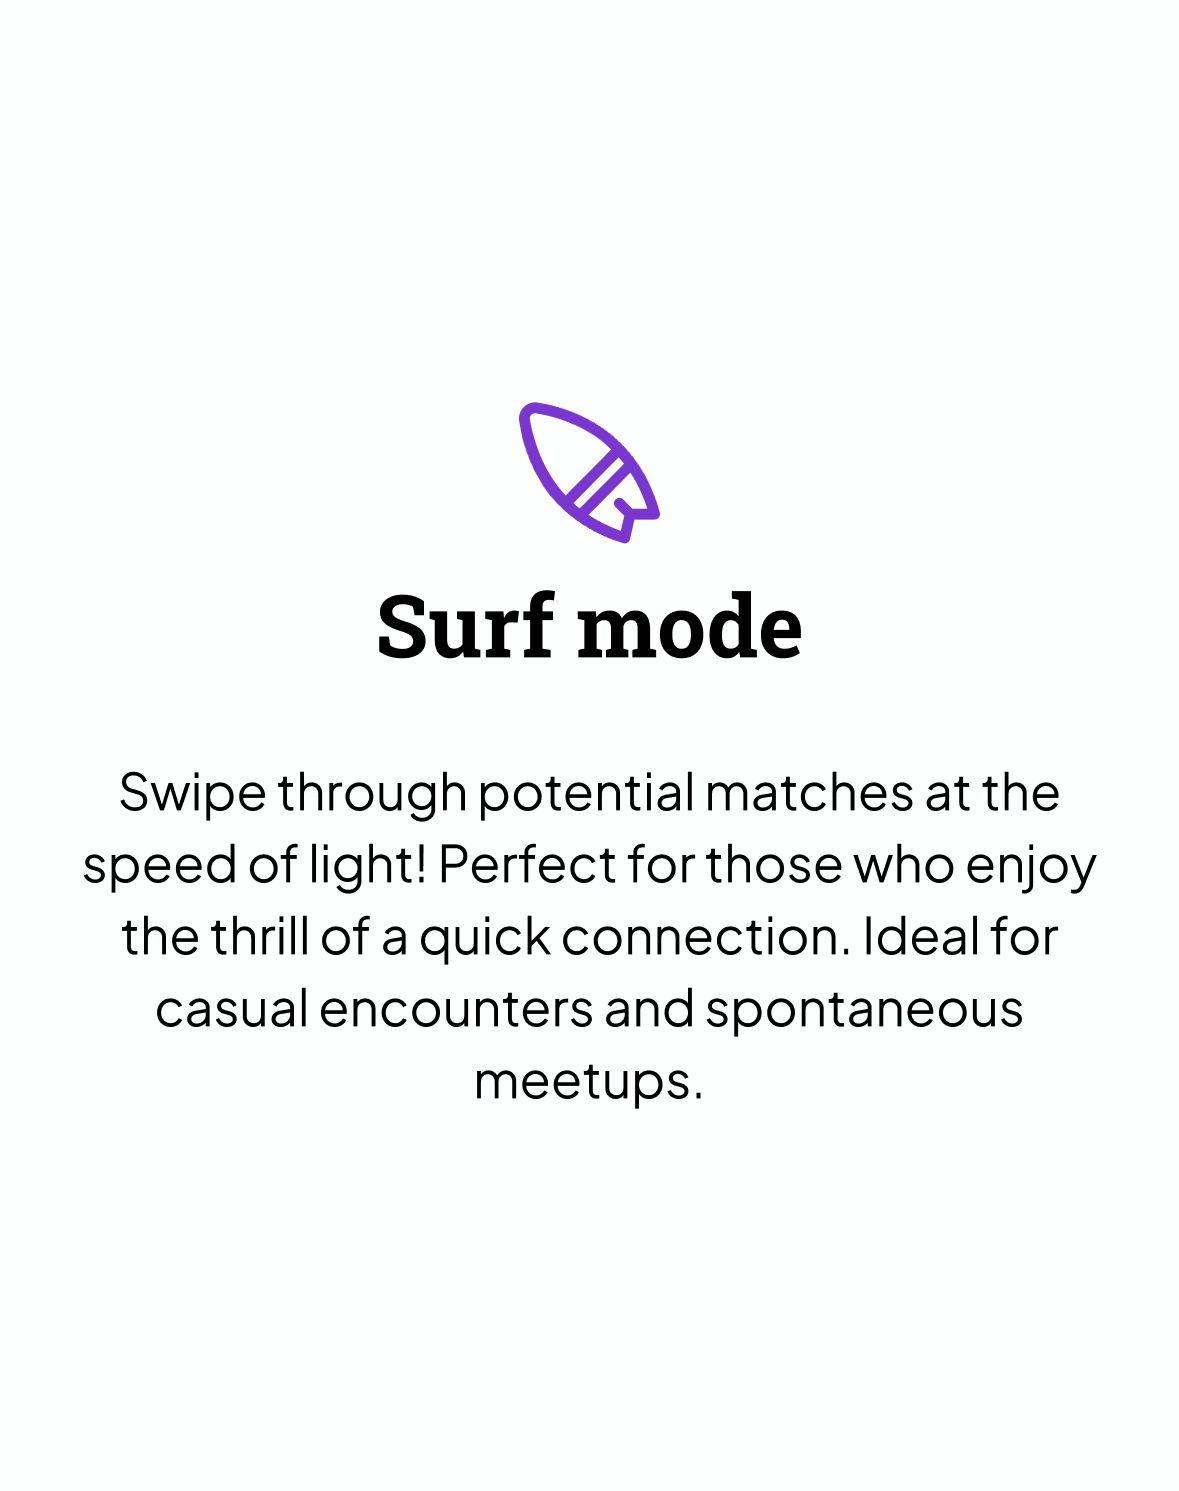 Surf mode
Swipe through potential matches at the
speed of light! Perfect for those who enjoy
the thrill of a quick connection. Ideal for
casual encounters and spontaneous
meetups.